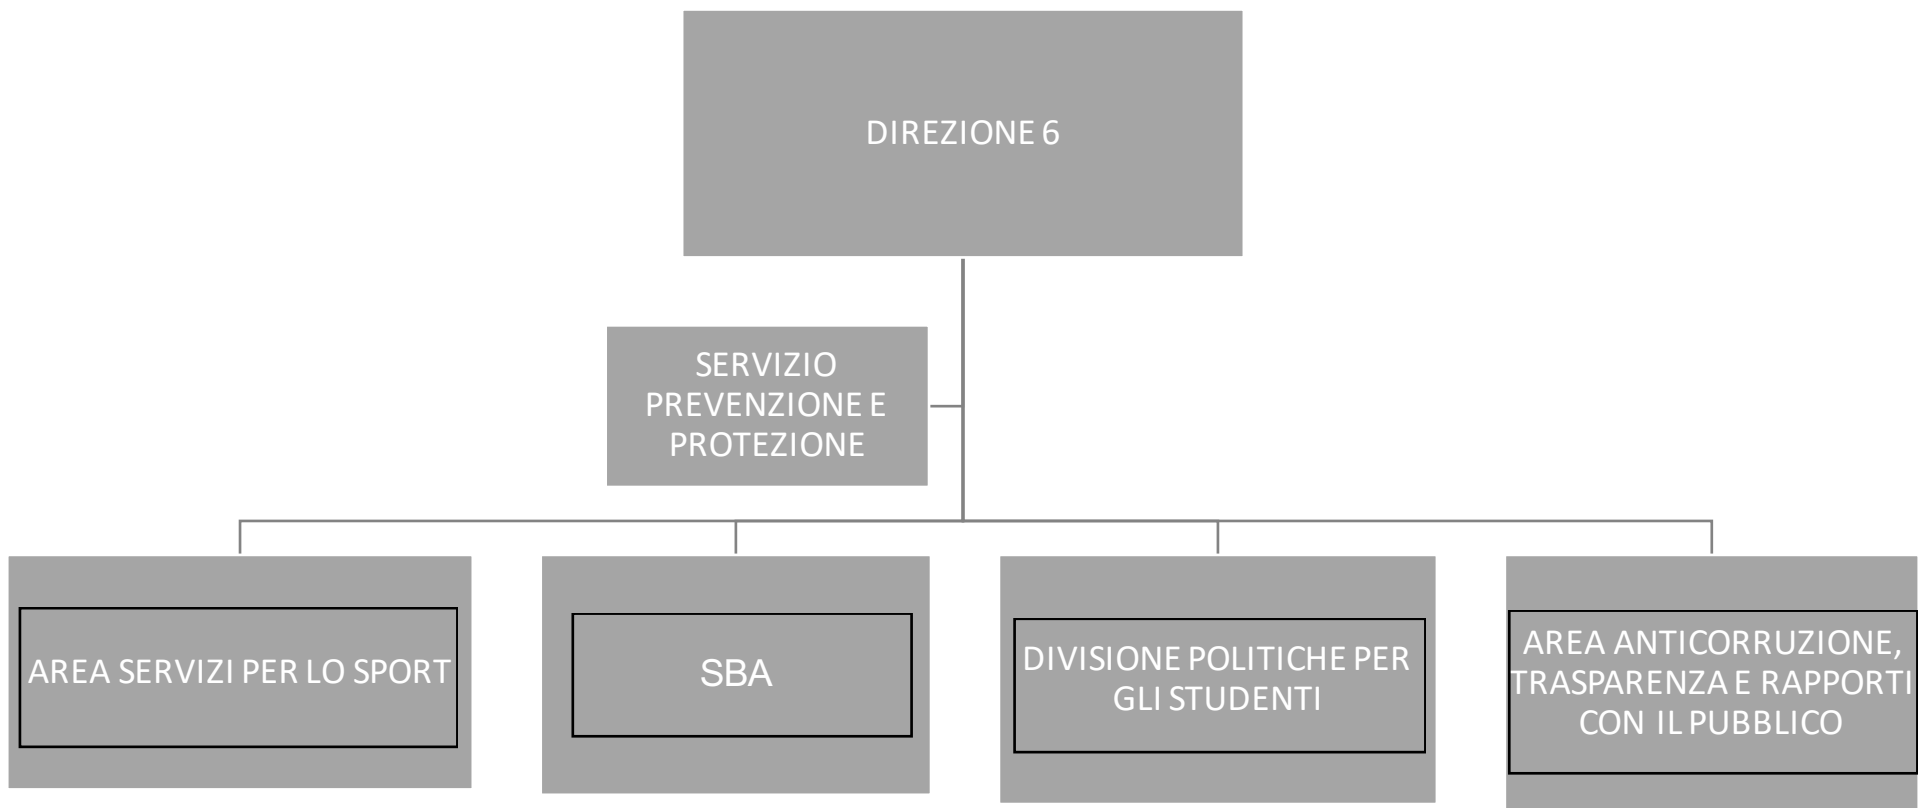 DIREZIONE 6
SERVIZIO
PREVENZIONE E
PROTEZIONE
AREA SERVIZI PER LO SPORT
SBA
DIVISIONE POLITICHE PER
GLI STUDENTI
AREA ANTICORRUZIONE,
TRASPARENZA E RAPPORTI
CON IL PUBBLICO